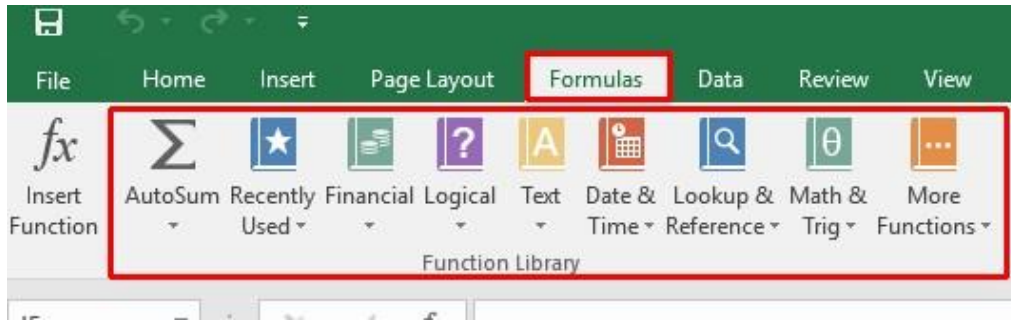 File Home Insert Page Layout Formulas Data Review View
fx Σ ? A θ
Insert AutoSum Recently Financial Logical Text Date & Lookup & Math & More
Function Used Time Reference Trig Functions
Function Library